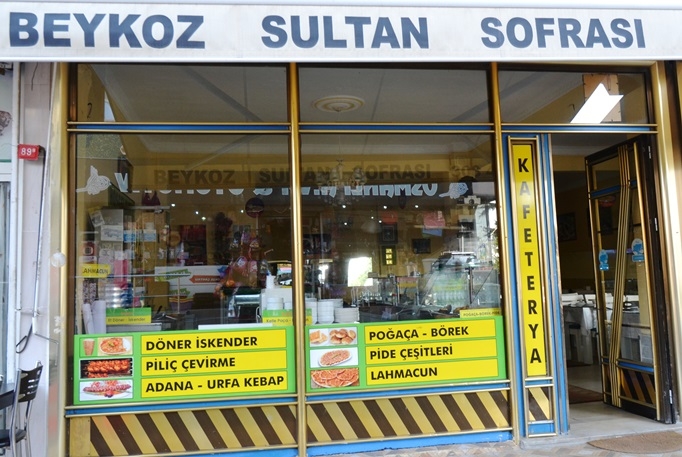 BEYKOZ SULTAN SOFRASI
89
BEYKOZ SULTAN SOFRASI
LAHMACUN
KAFETERYA
DÖNER İSKENDER
PİLİÇ ÇEVİRME
ADANA - URFA KEBAP
POĞAÇA - BÖREK
PİDE ÇEŞİTLERİ
LAHMACUN